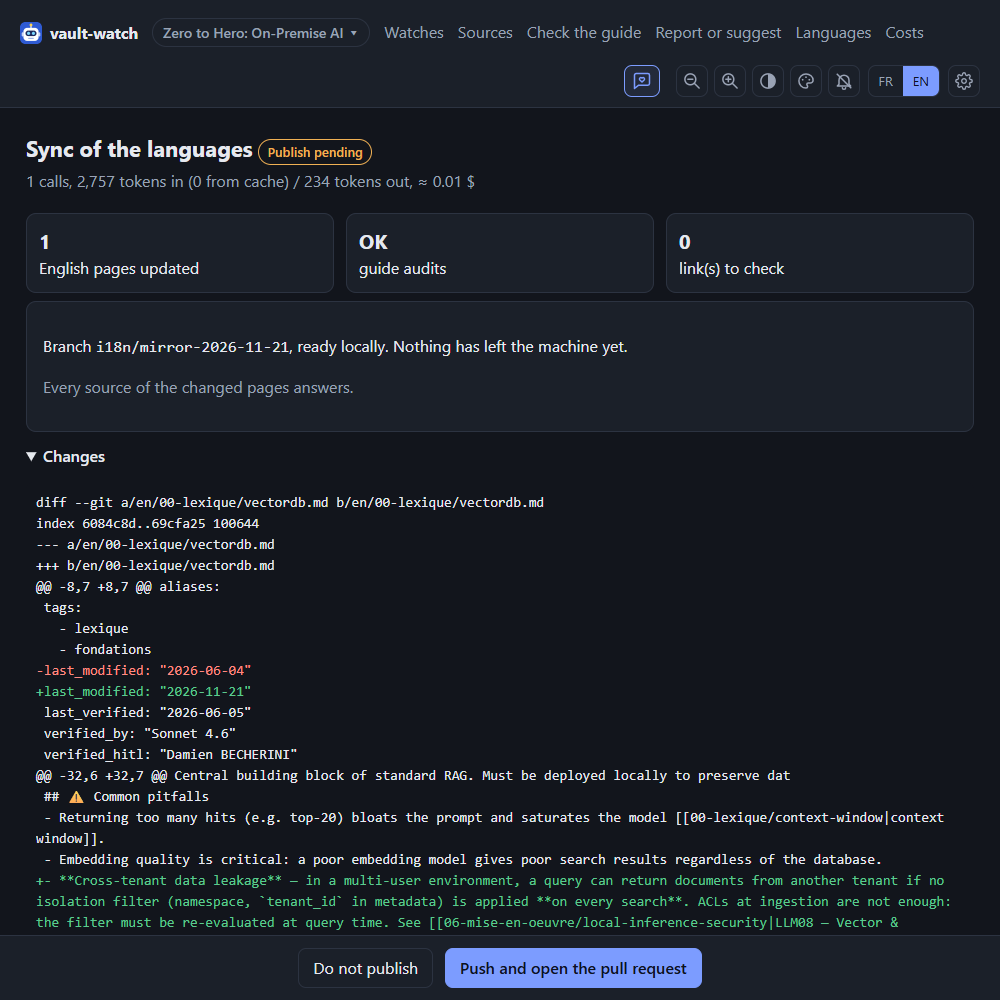 vault-watch
Zero to Hero: On-Premise AI ▾
Watches
Sources
Check the guide
Report or suggest
Languages
Costs
FR
EN
Sync of the languages
Publish pending
1 calls, 2,757 tokens in (0 from cache) / 234 tokens out, ≈ 0.01 $
1
English pages updated
OK
guide audits
0
link(s) to check
Branch i18n/mirror-2026-11-21, ready locally. Nothing has left the machine yet.
Every source of the changed pages answers.
▼ Changes
diff --git a/en/00-lexique/vectordb.md b/en/00-lexique/vectordb.md
index 6084c8d..69cfa25 100644
--- a/en/00-lexique/vectordb.md
+++ b/en/00-lexique/vectordb.md
@@ -8,7 +8,7 @@ aliases:
 tags:
   - lexique
   - fondations
-last_modified: "2026-06-04"
+last_modified: "2026-11-21"
 last_verified: "2026-06-05"
 verified_by: "Sonnet 4.6"
 verified_hitl: "Damien BECHERINI"
@@ -32,6 +32,7 @@ Central building block of standard RAG. Must be deployed locally to preserve dat
 ## ⚠️ Common pitfalls
 - Returning too many hits (e.g. top-20) bloats the prompt and saturates the model [[00-lexique/context-window|context
window]].
 - Embedding quality is critical: a poor embedding model gives poor search results regardless of the database.
+- **Cross-tenant data leakage** — in a multi-user environment, a query can return documents from another tenant if no
isolation filter (namespace, `tenant_id` in metadata) is applied **on every search**. ACLs at ingestion are not enough:
the filter must be re-evaluated at query time. See [[06-mise-en-oeuvre/local-inference-security|LLM08 — Vector &
Do not publish
Push and open the pull request